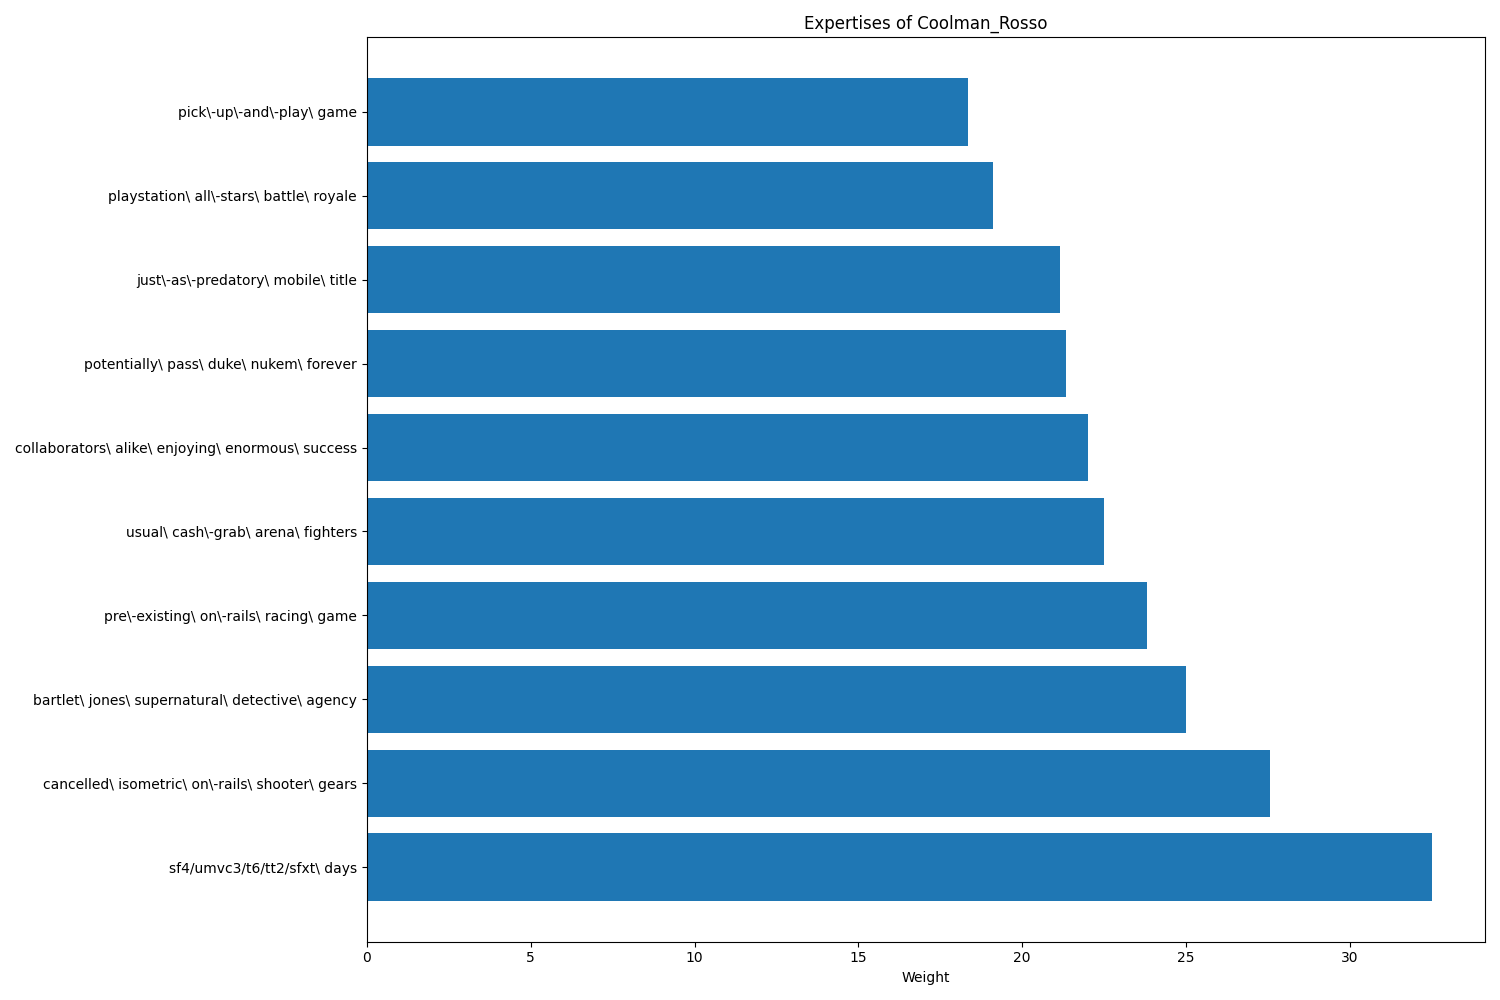 Expertises of Coolman_Rosso
pick\-up\-and\-play\ game
playstation\ all\-stars\ battle\ royale
just\-as\-predatory\ mobile\ title
potentially\ pass\ duke\ nukem\ forever
collaborators\ alike\ enjoying\ enormous\ success
usual\ cash\-grab\ arena\ fighters
pre\-existing\ on\-rails\ racing\ game
bartlet\ jones\ supernatural\ detective\ agency
cancelled\ isometric\ on\-rails\ shooter\ gears
sf4/umvc3/t6/tt2/sfxt\ days
0 5 10 15 20 25 30
Weight